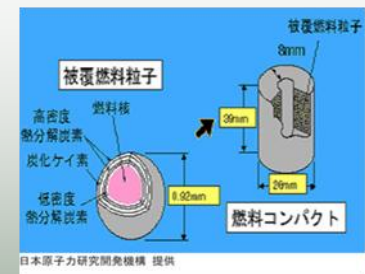 被覆燃料粒子
8mm
被覆燃料粒子
燃料核
高密度
熱分解炭素
39mm
炭化ケイ素
低密度
熱分解炭素
0.92mm
26mm
燃料コンパクト
日本原子力研究開発機構 提供